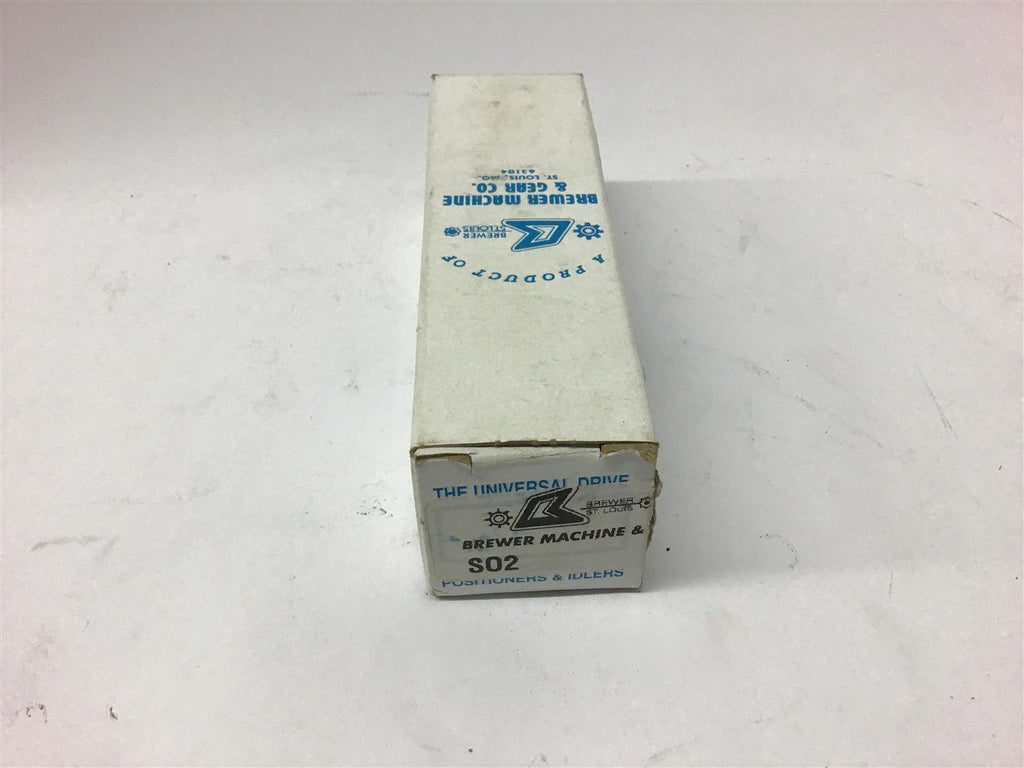 A PRODUCT OF
BREWER
ST. LOUIS
BREWER MACHINE
& GEAR CO.
ST. LOUIS, MO.
63104
THE UNIVERSAL DRIVE
BREWER
ST. LOUIS
BREWER MACHINE &
S02
POSITIONERS & IDLERS